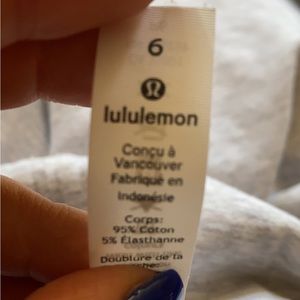 6
lululemon
Conçu à
Vancouver
Fabriqué en
Indonésie
Corps:
95% Coton
5% Élasthanne
Doublure de la